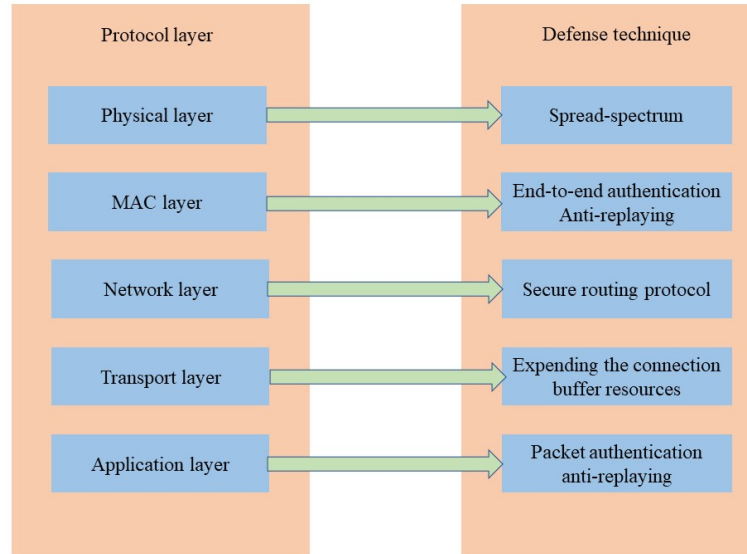 Protocol layer
Defense technique
Physical layer
Spread-spectrum
MAC layer
End-to-end authentication
Anti-replaying
Network layer
Secure routing protocol
Transport layer
Expending the connection
buffer resources
Application layer
Packet authentication
anti-replaying